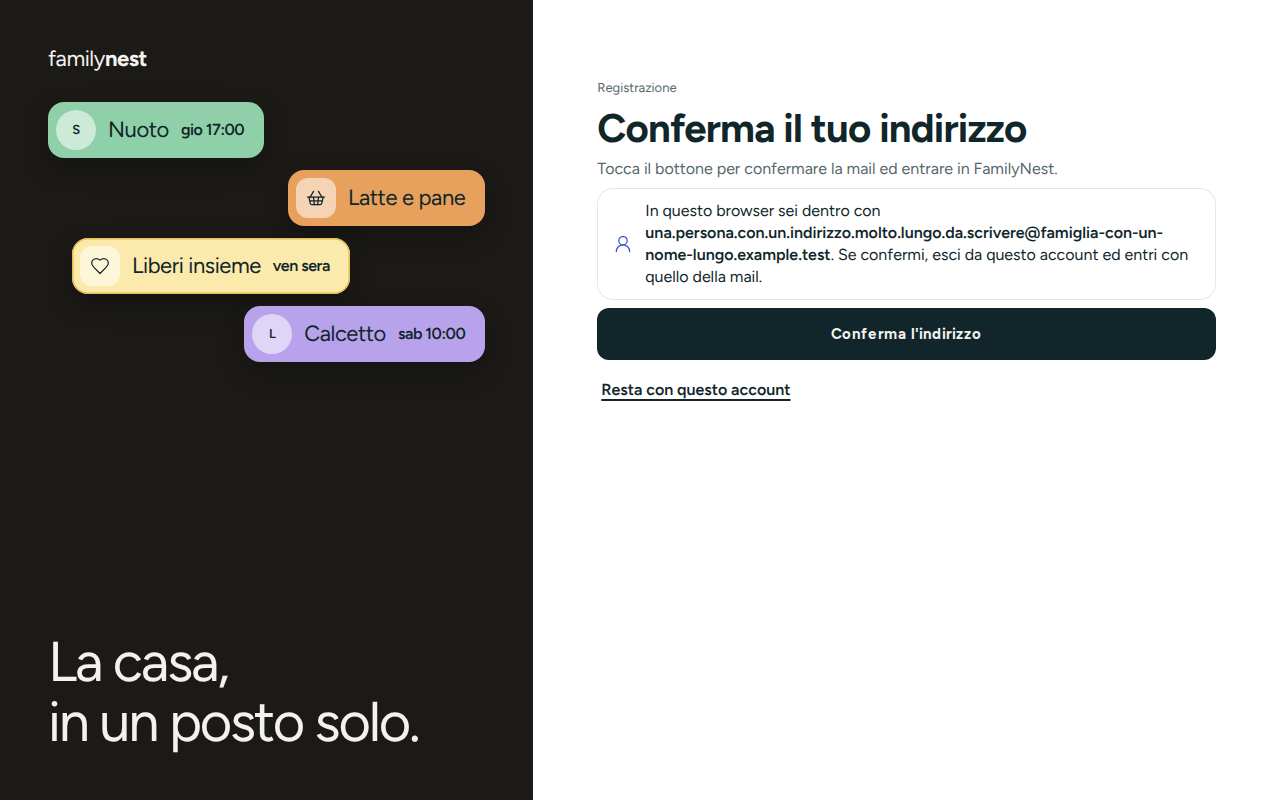 familynest
S Nuoto gio 17:00
Latte e pane
Liberi insieme ven sera
L Calcetto sab 10:00
La casa,
in un posto solo.
Registrazione
Conferma il tuo indirizzo
Tocca il bottone per confermare la mail ed entrare in FamilyNest.
In questo browser sei dentro con
una.persona.con.un.indirizzo.molto.lungo.da.scrivere@famiglia-con-un-
nome-lungo.example.test. Se confermi, esci da questo account ed entri con
quello della mail.
Conferma l'indirizzo
Resta con questo account